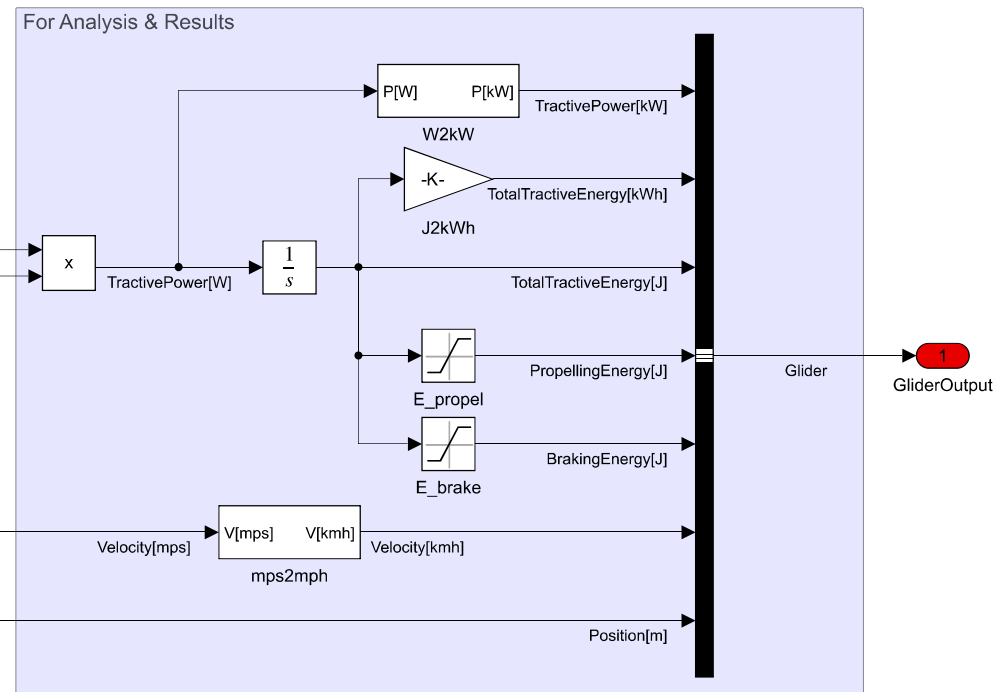 For Analysis & Results
P[W] P[kW]
TractivePower[kW]
W2kW
-K-
TotalTractiveEnergy[kWh]
J2kWh
x
1
s
TractivePower[W]
TotalTractiveEnergy[J]
PropellingEnergy[J]
E_propel
Glider
1
GliderOutput
BrakingEnergy[J]
E_brake
V[mps] V[kmh]
Velocity[mps]
Velocity[kmh]
mps2mph
Position[m]